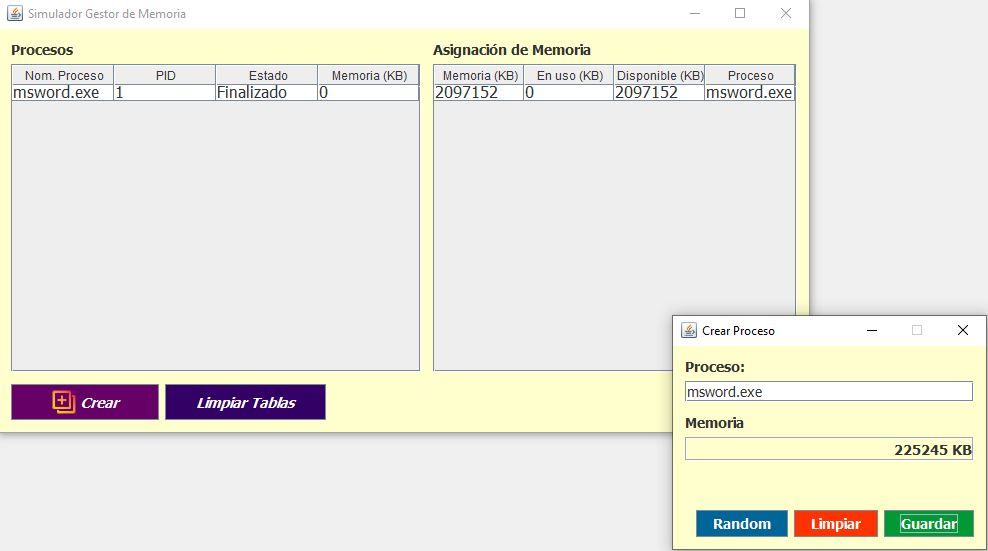 Simulador Gestor de Memoria
Procesos
Nom. Proceso PID Estado Memoria (KB)
msword.exe 1 Finalizado 0
Asignación de Memoria
Memoria (KB) En uso (KB) Disponible (KB) Proceso
2097152 0 2097152 msword.exe
Crear Limpiar Tablas
Crear Proceso
Proceso:
msword.exe
Memoria
225245 KB
Random Limpiar Guardar